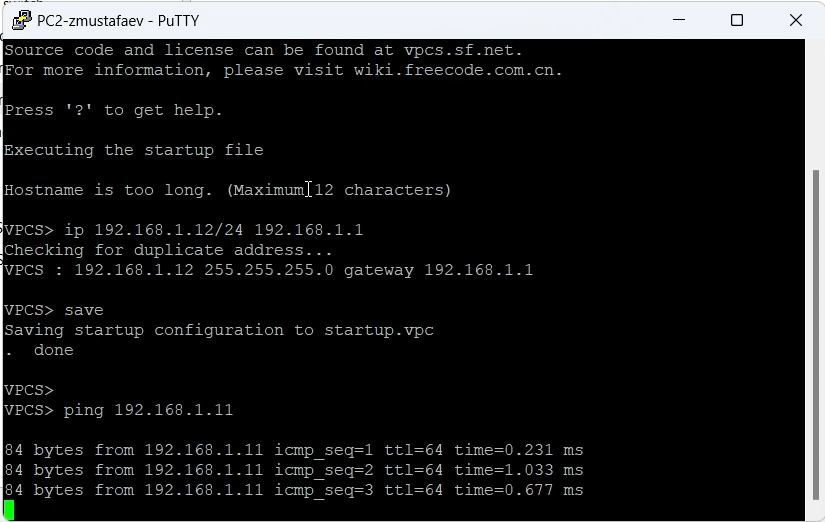 PC2-zmustafaev - PuTTY
Source code and license can be found at vpcs.sf.net.
For more information, please visit wiki.freecode.com.cn.
Press '?' to get help.
Executing the startup file
Hostname is too long. (Maximum 12 characters)
VPCS> ip 192.168.1.12/24 192.168.1.1
Checking for duplicate address...
VPCS : 192.168.1.12 255.255.255.0 gateway 192.168.1.1
VPCS> save
Saving startup configuration to startup.vpc
.  done
VPCS>
VPCS> ping 192.168.1.11
84 bytes from 192.168.1.11 icmp_seq=1 ttl=64 time=0.231 ms
84 bytes from 192.168.1.11 icmp_seq=2 ttl=64 time=1.033 ms
84 bytes from 192.168.1.11 icmp_seq=3 ttl=64 time=0.677 ms